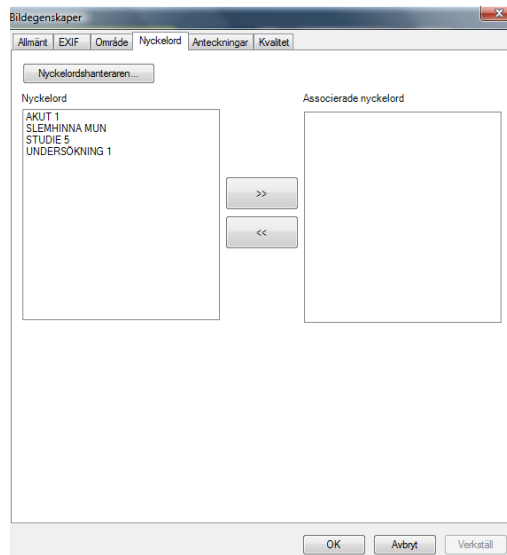 Bildegenskaper
Allmänt EXIF Område Nyckelord Anteckningar Kvalitet
Nyckelordshanteraren...
Nyckelord Associerade nyckelord
AKUT 1
SLEMHINNA MUN
STUDIE 5
UNDERSÖKNING 1
>>
<<
OK Avbryt Verkställ